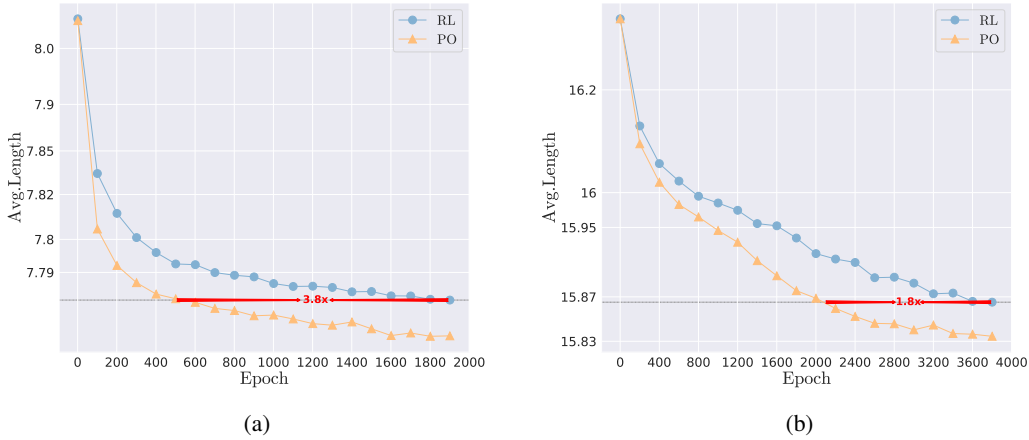 8.0
7.9
7.85
7.82
7.8
7.79
Avg.Length
RL
PO
3.8x
0 200 400 600 800 1000 1200 1400 1600 1800 2000
Epoch
(a)
16.2
16
15.95
15.87
15.83
Avg.Length
RL
PO
1.8x
0 400 800 1200 1600 2000 2400 2800 3200 3600 4000
Epoch
(b)